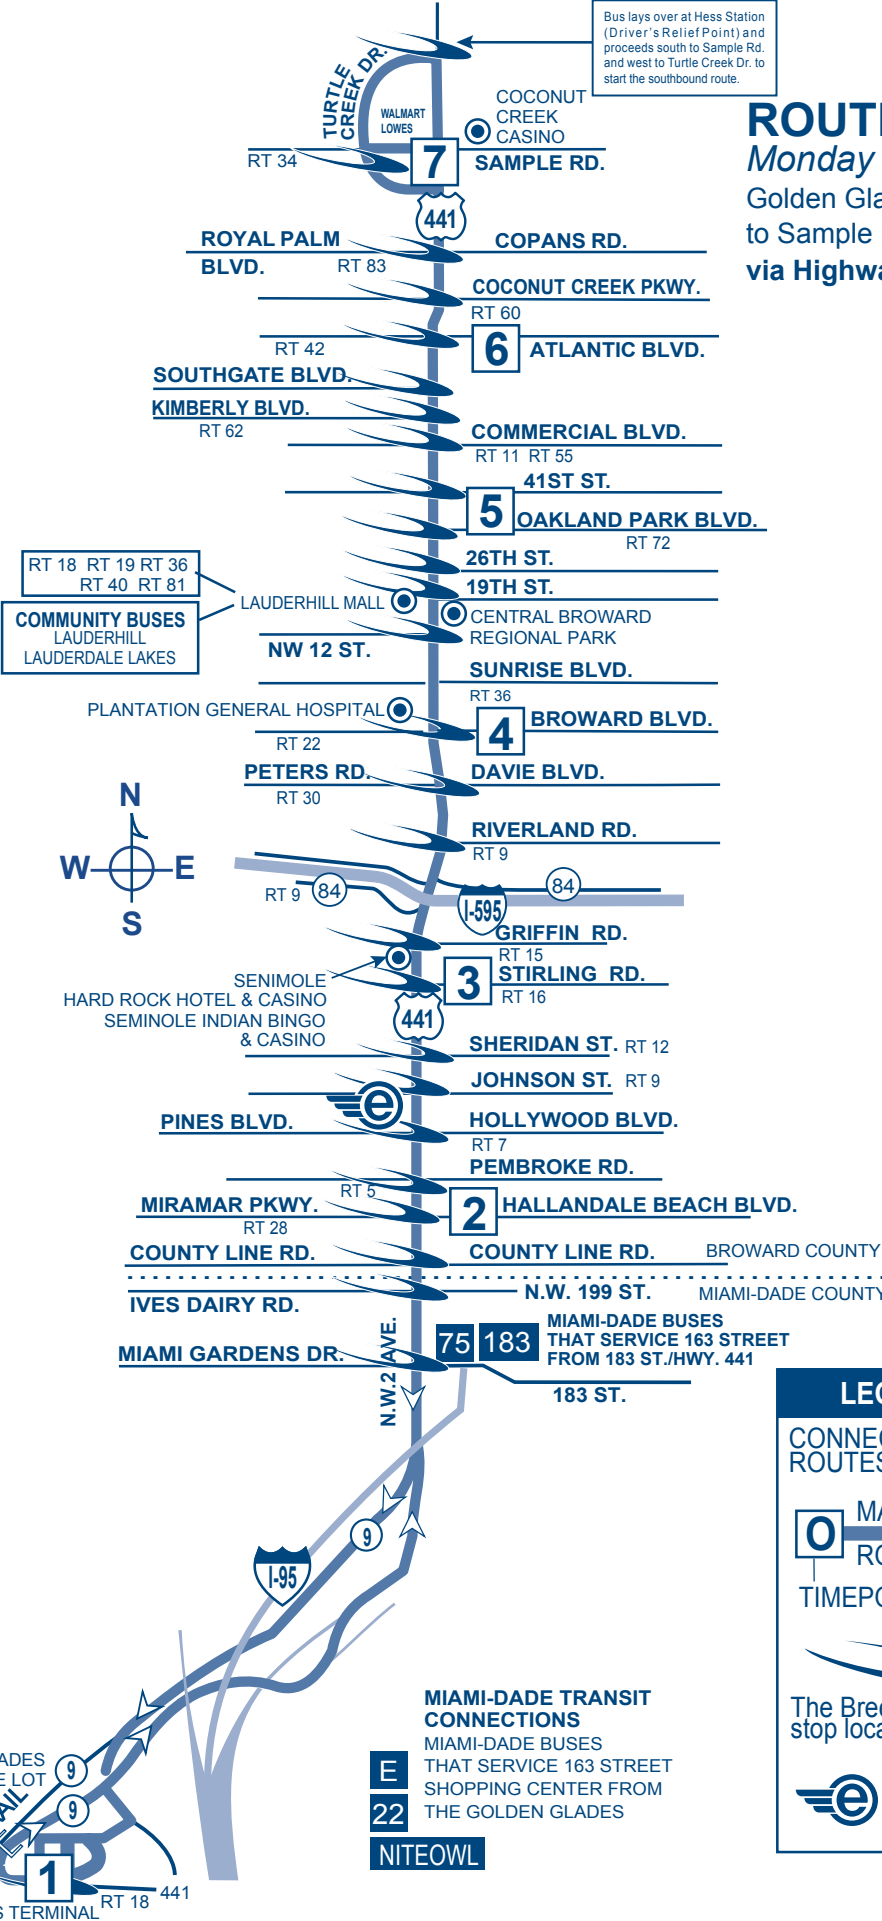 Bus lays over at Hess Station
(Driver's Relief Point) and
proceeds south to Sample Rd.
and west to Turtle Creek Dr. to
start the southbound route.
TURTLE
CREEK DR.
WALMART
LOWES
COCONUT
CREEK
CASINO
RT 34
7
SAMPLE RD.
441
ROYAL PALM
BLVD.
RT 83
COPANS RD.
COCONUT CREEK PKWY.
RT 60
RT 42
6
ATLANTIC BLVD.
SOUTHGATE BLVD.
KIMBERLY BLVD.
RT 62
COMMERCIAL BLVD.
RT 11 RT 55
41ST ST.
5
OAKLAND PARK BLVD.
RT 72
26TH ST.
19TH ST.
RT 18 RT 19 RT 36
RT 40 RT 81
COMMUNITY BUSES
LAUDERHILL
LAUDERDALE LAKES
LAUDERHILL MALL
CENTRAL BROWARD
REGIONAL PARK
NW 12 ST.
SUNRISE BLVD.
RT 36
PLANTATION GENERAL HOSPITAL
4
BROWARD BLVD.
RT 22
PETERS RD.
DAVIE BLVD.
RT 30
N
W
E
S
RIVERLAND RD.
RT 9
RT 9
84
84
I-595
GRIFFIN RD.
RT 15
3
STIRLING RD.
RT 16
SENIMOLE
HARD ROCK HOTEL & CASINO
SEMINOLE INDIAN BINGO
& CASINO
441
SHERIDAN ST. RT 12
JOHNSON ST. RT 9
e
PINES BLVD.
HOLLYWOOD BLVD.
RT 7
PEMBROKE RD.
RT 5
MIRAMAR PKWY.
RT 28
2
HALLANDALE BEACH BLVD.
COUNTY LINE RD.
COUNTY LINE RD.
BROWARD COUNTY
IVES DAIRY RD.
N.W. 199 ST.
MIAMI-DADE COUNTY
MIAMI GARDENS DR.
N.W.2 AVE.
75
183
MIAMI-DADE BUSES
THAT SERVICE 163 STREET
FROM 183 ST./HWY. 441
183 ST.
9
I-95
MIAMI-DADE TRANSIT
CONNECTIONS
MIAMI-DADE BUSES
THAT SERVICE 163 STREET
SHOPPING CENTER FROM
THE GOLDEN GLADES
E
22
NITEOWL
ADES
E LOT
9
9
AIL
1
S TERMINAL
RT 18
441
ROUT
Monday
Golden Gla
to Sample
via Highwa
LEG
CONNEC
ROUTES
O
MA
RO
TIMEPO
The Bree
stop loca
e